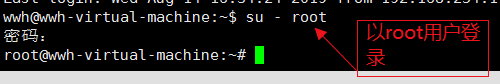 wwh@wwh-virtual-machine:~$ su - root
密码：
root@wwh-virtual-machine:~#
以root用户登
录